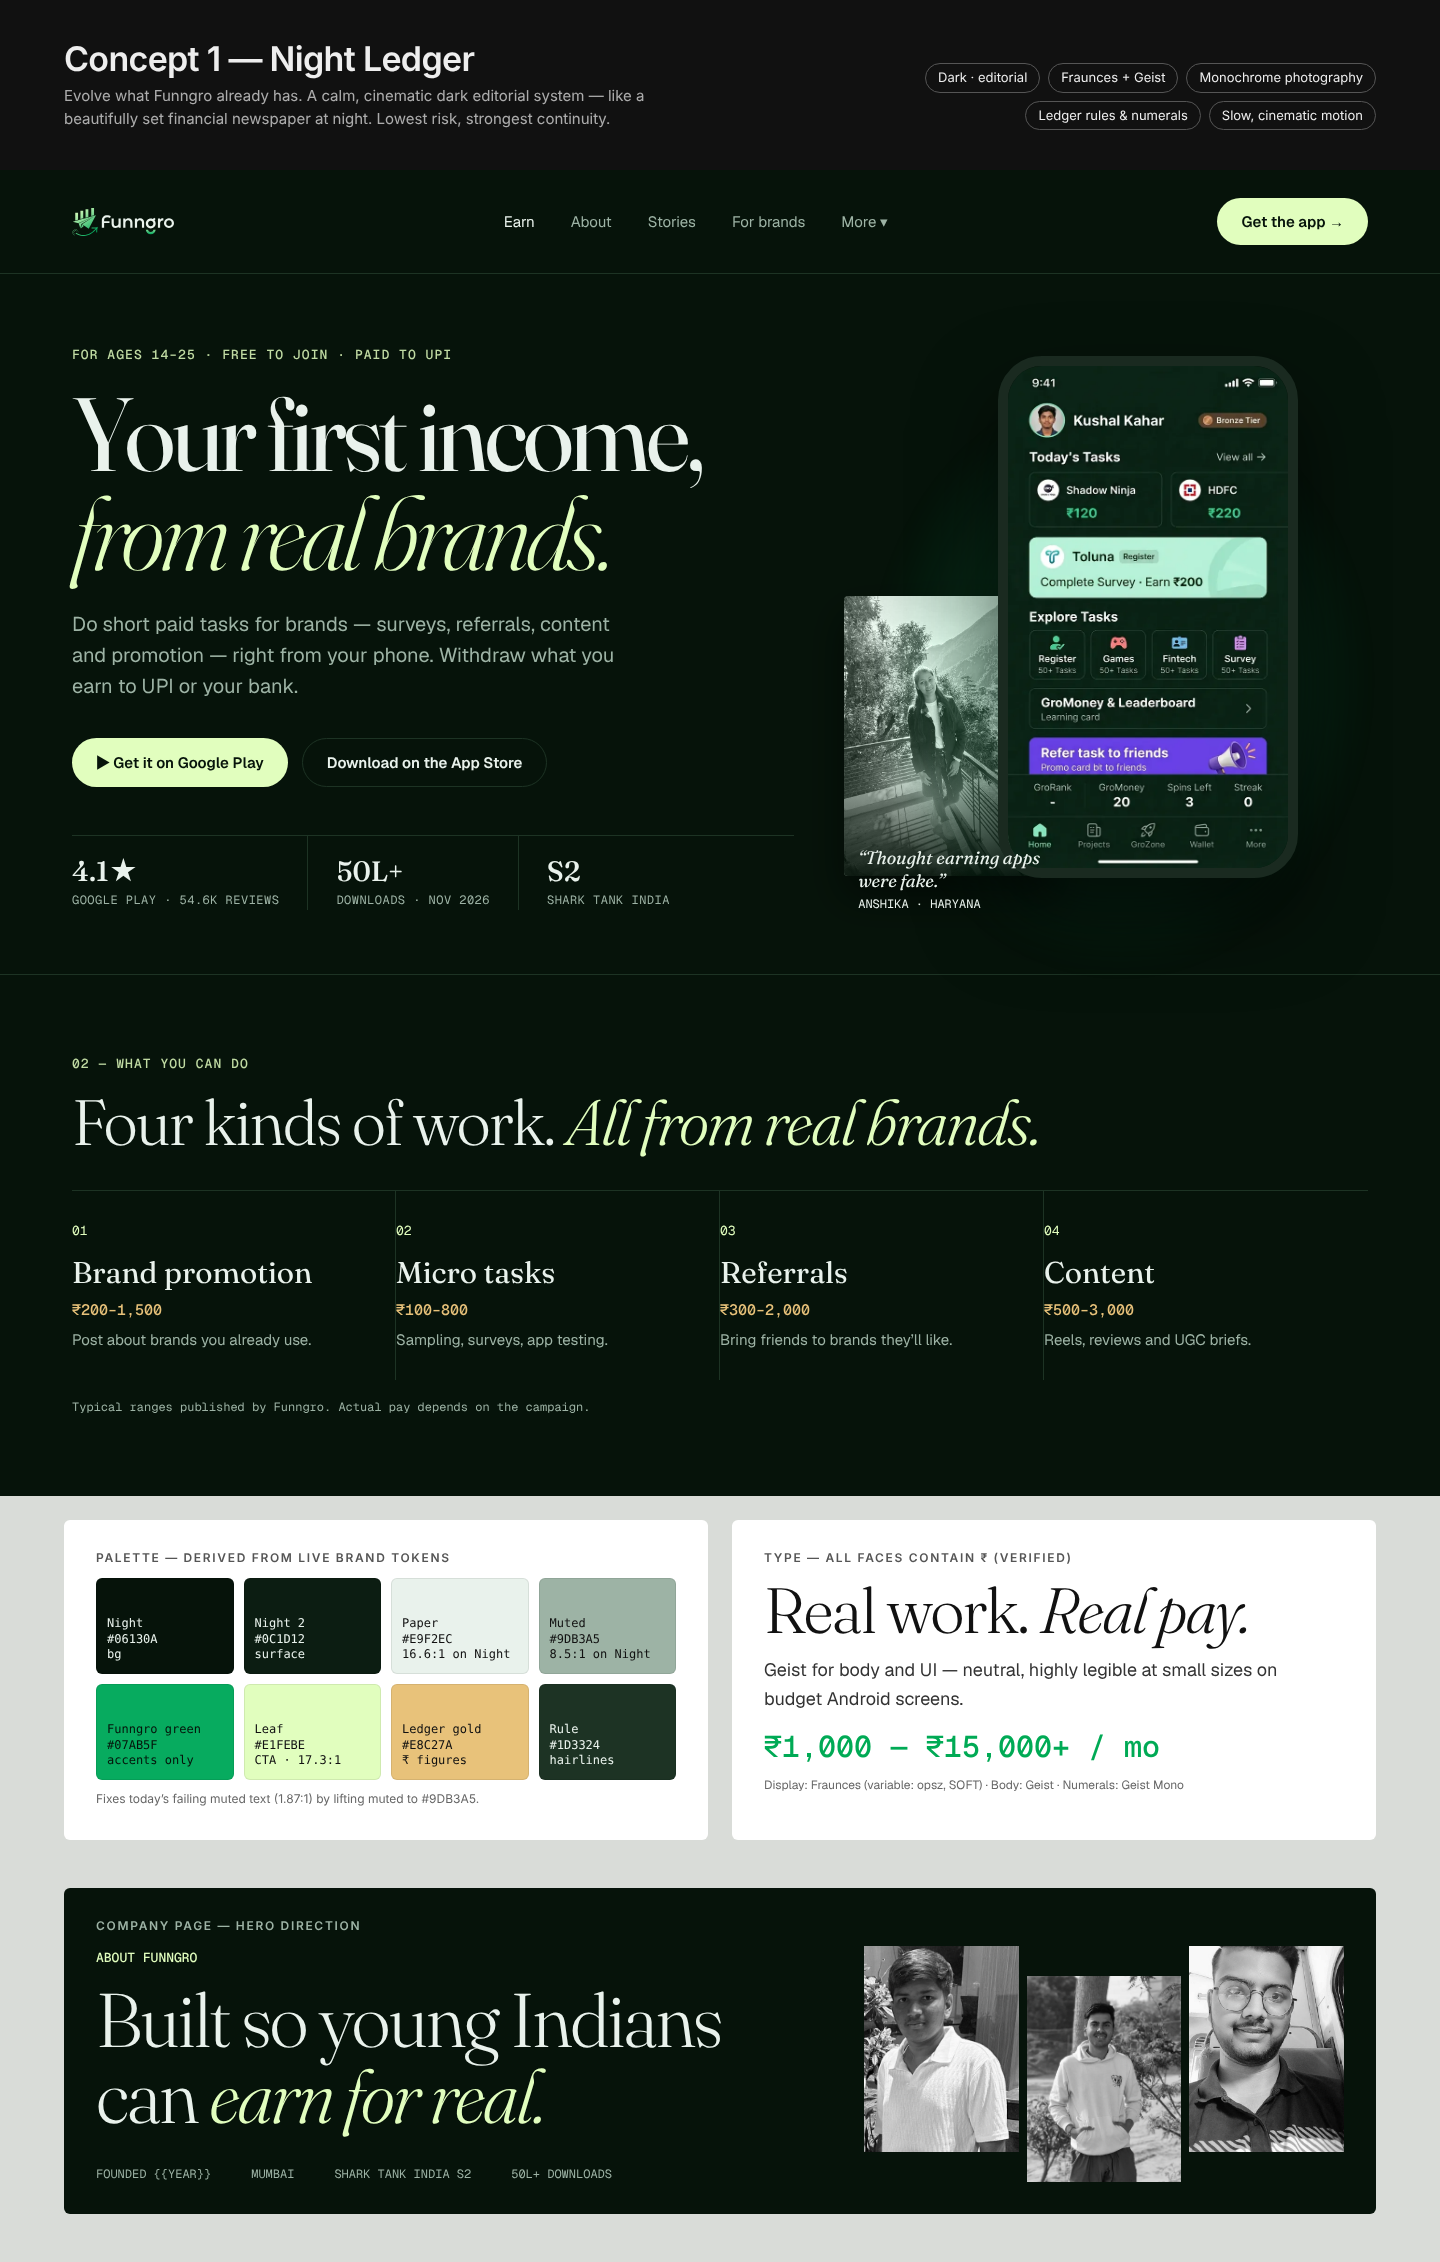 Concept 1 — Night Ledger
Evolve what Funngro already has. A calm, cinematic dark editorial system — like a
beautifully set financial newspaper at night. Lowest risk, strongest continuity.
Dark · editorial
Fraunces + Geist
Monochrome photography
Ledger rules & numerals
Slow, cinematic motion
Funngro
Earn
About
Stories
For brands
More ▾
Get the app →
FOR AGES 14–25 · FREE TO JOIN · PAID TO UPI
Your first income,
from real brands.
Do short paid tasks for brands — surveys, referrals, content
and promotion — right from your phone. Withdraw what you
earn to UPI or your bank.
▶ Get it on Google Play
Download on the App Store
4.1★
GOOGLE PLAY · 54.6K REVIEWS
50L+
DOWNLOADS · NOV 2026
S2
SHARK TANK INDIA
9:41
Kushal Kahar
Bronze Tier
Today's Tasks
View all →
Shadow Ninja
₹120
HDFC
₹220
Toluna
Register
Complete Survey · Earn ₹200
Explore Tasks
Register
50+ Tasks
Games
50+ Tasks
Fintech
50+ Tasks
Survey
50+ Tasks
GroMoney & Leaderboard
Learning card
Refer task to friends
Promo card bt to friends
GroRank
-
GroMoney
20
Spins Left
3
Streak
0
Home
Projects
GroZone
Wallet
More
“Thought earning apps
were fake.”
ANSHIKA · HARYANA
02 — WHAT YOU CAN DO
Four kinds of work. All from real brands.
01
Brand promotion
₹200–1,500
Post about brands you already use.
02
Micro tasks
₹100–800
Sampling, surveys, app testing.
03
Referrals
₹300–2,000
Bring friends to brands they’ll like.
04
Content
₹500–3,000
Reels, reviews and UGC briefs.
Typical ranges published by Funngro. Actual pay depends on the campaign.
PALETTE — DERIVED FROM LIVE BRAND TOKENS
Night
#06130A
bg
Night 2
#0C1D12
surface
Paper
#E9F2EC
16.6:1 on Night
Muted
#9DB3A5
8.5:1 on Night
Funngro green
#07AB5F
accents only
Leaf
#E1FEBE
CTA · 17.3:1
Ledger gold
#E8C27A
₹ figures
Rule
#1D3324
hairlines
Fixes today’s failing muted text (1.87:1) by lifting muted to #9DB3A5.
TYPE — ALL FACES CONTAIN ₹ (VERIFIED)
Real work. Real pay.
Geist for body and UI — neutral, highly legible at small sizes on
budget Android screens.
₹1,000 — ₹15,000+ / mo
Display: Fraunces (variable: opsz, SOFT) · Body: Geist · Numerals: Geist Mono
COMPANY PAGE — HERO DIRECTION
ABOUT FUNNGRO
Built so young Indians
can earn for real.
FOUNDED {{YEAR}}
MUMBAI
SHARK TANK INDIA S2
50L+ DOWNLOADS